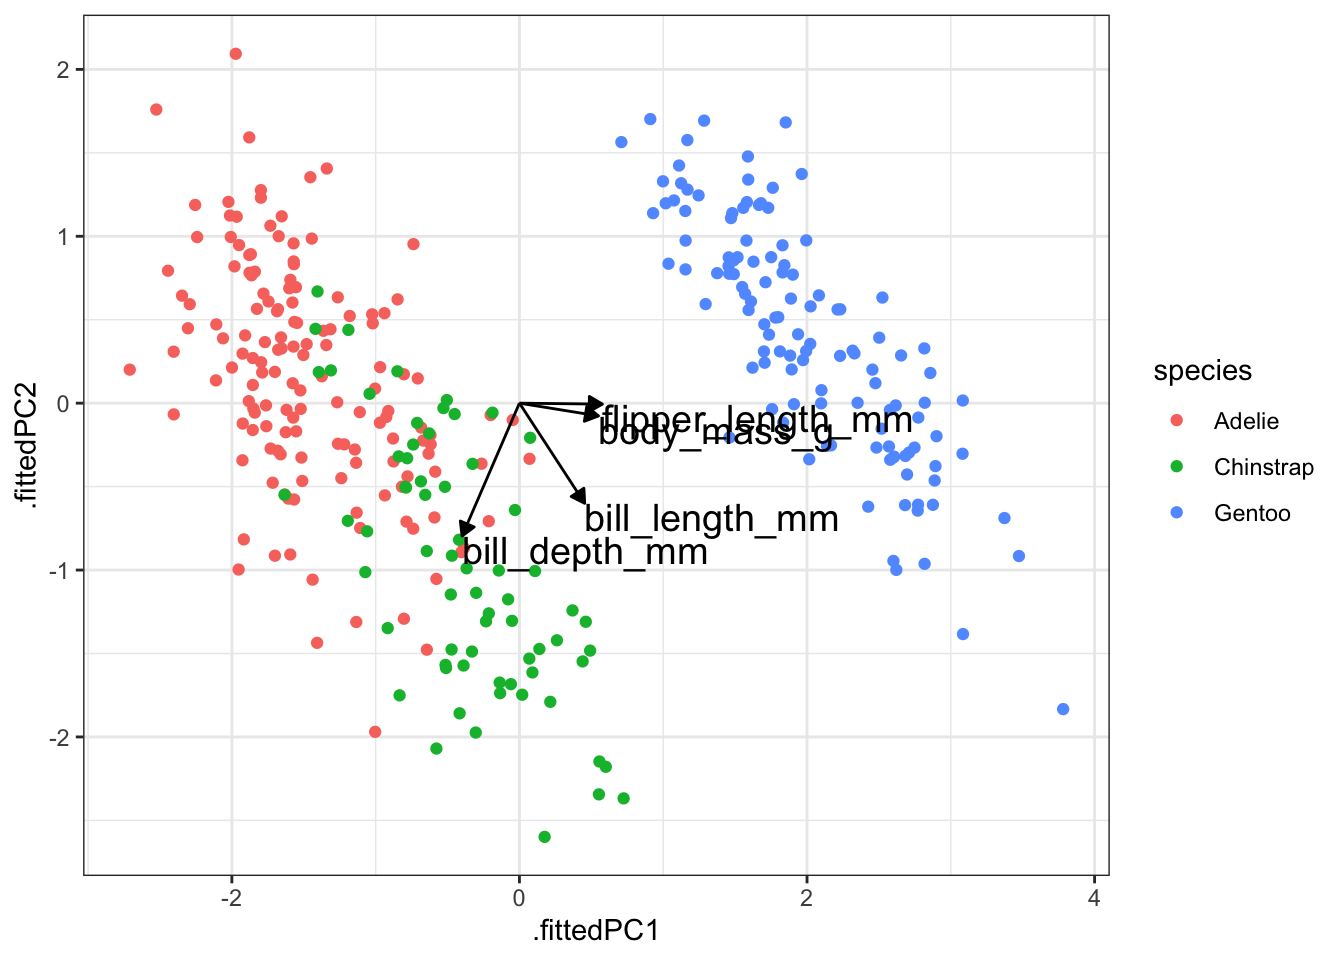 2
1
0
-1
-2
.fittedPC2
flipper_length_mm
body_mass_g
bill_length_mm
bill_depth_mm
-2
0
2
4
.fittedPC1
species
Adelie
Chinstrap
Gentoo